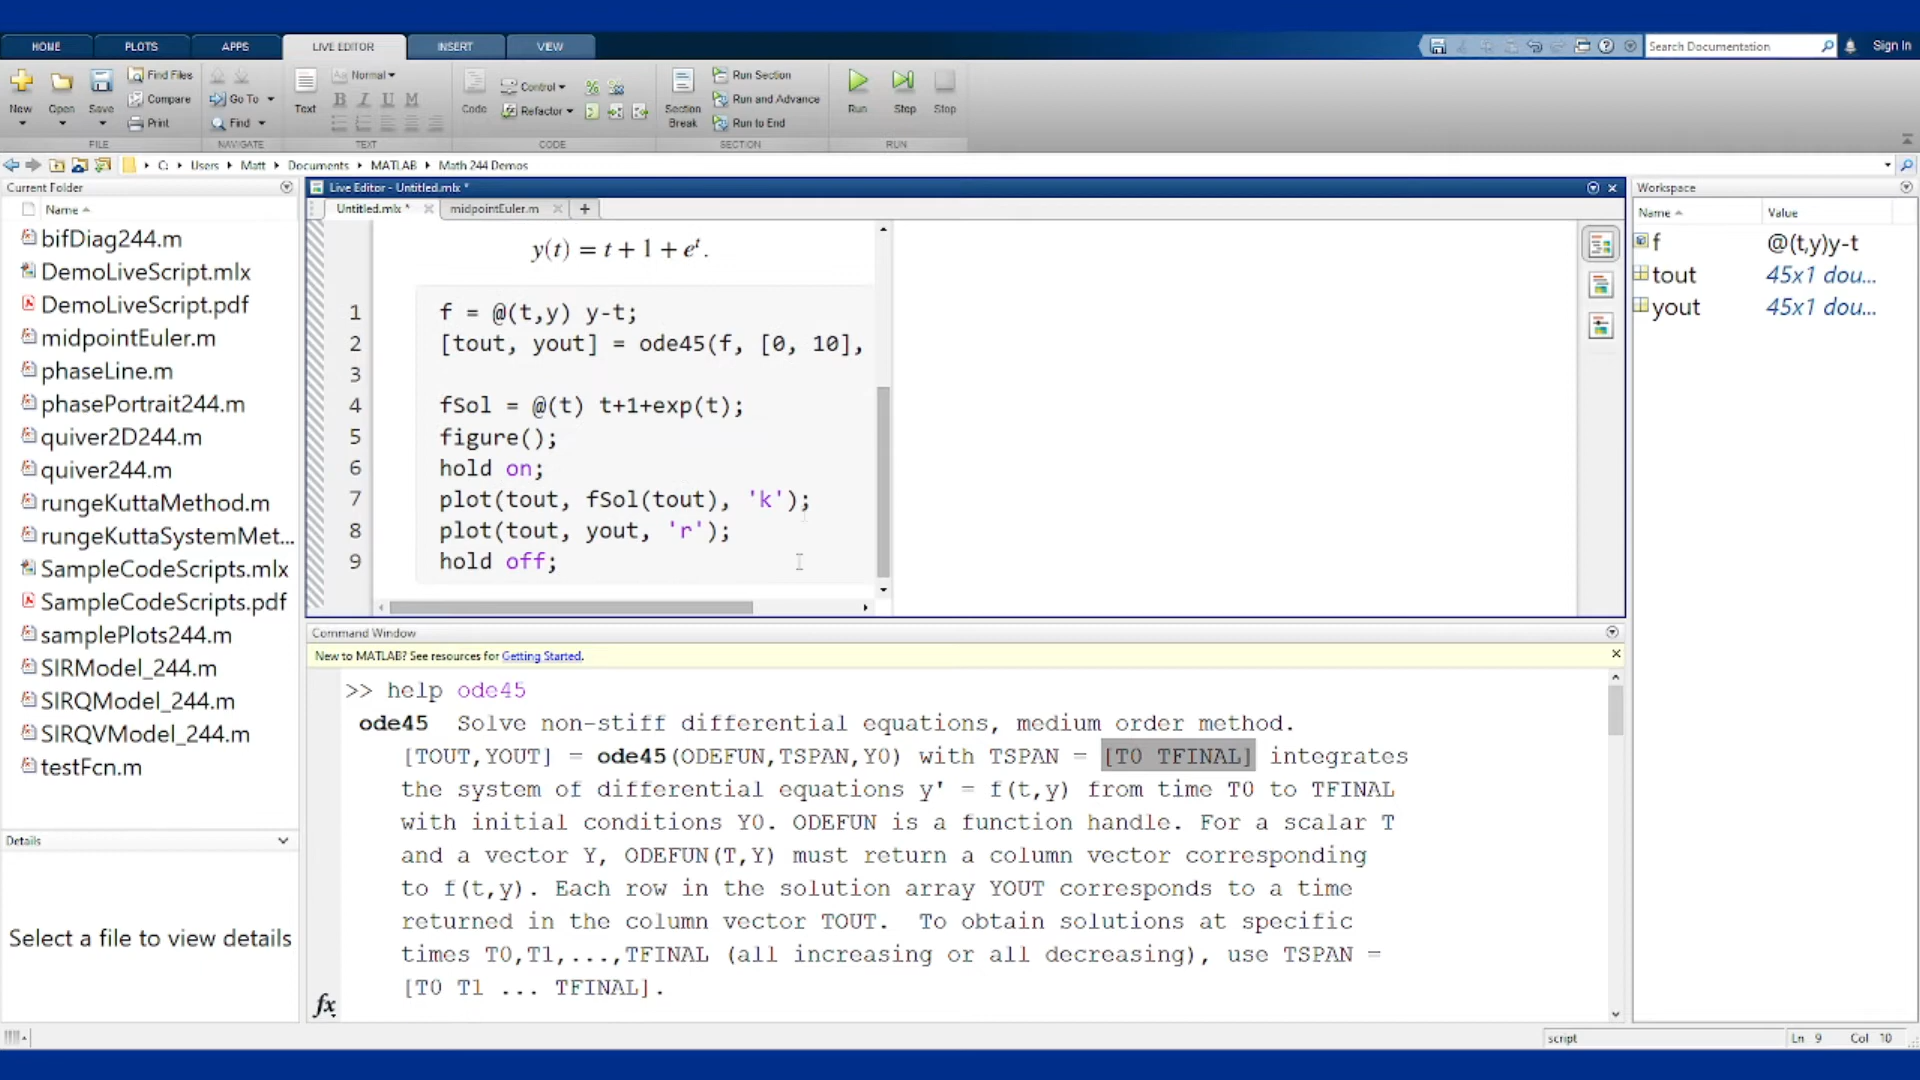 HOME
PLOTS
APPS
LIVE EDITOR
INSERT
VIEW
Search Documentation
Sign In
New
Open
Save
Find Files
Compare
Print
FILE
Go To
Find
NAVIGATE
Text
Aa Normal
B I U M
TEXT
Code
Control
Refactor
CODE
Section Break
Run Section
Run and Advance
Run to End
SECTION
Run
Step
Stop
RUN
C:
Users
Matt
Documents
MATLAB
Math 244 Demos
Current Folder
Name
bifDiag244.m
DemoLiveScript.mlx
DemoLiveScript.pdf
midpointEuler.m
phaseLine.m
phasePortrait244.m
quiver2D244.m
quiver244.m
rungeKuttaMethod.m
rungeKuttaSystemMet...
SampleCodeScripts.mlx
SampleCodeScripts.pdf
samplePlots244.m
SIRModel_244.m
SIRQModel_244.m
SIRQVModel_244.m
testFcn.m
Details
Select a file to view details
Live Editor - Untitled.mlx *
Untitled.mlx *
midpointEuler.m
+
y(t) = t + 1 + eᵗ.
1 f = @(t,y) y-t;
2 [tout, yout] = ode45(f, [0, 10],
3
4 fSol = @(t) t+1+exp(t);
5 figure();
6 hold on;
7 plot(tout, fSol(tout), 'k');
8 plot(tout, yout, 'r');
9 hold off;
Command Window
New to MATLAB? See resources for Getting Started.
>> help ode45
ode45 Solve non-stiff differential equations, medium order method.
[TOUT,YOUT] = ode45(ODEFUN,TSPAN,Y0) with TSPAN = [T0 TFINAL] integrates
the system of differential equations y' = f(t,y) from time T0 to TFINAL
with initial conditions Y0. ODEFUN is a function handle. For a scalar T
and a vector Y, ODEFUN(T,Y) must return a column vector corresponding
to f(t,y). Each row in the solution array YOUT corresponds to a time
returned in the column vector TOUT. To obtain solutions at specific
times T0,T1,...,TFINAL (all increasing or all decreasing), use TSPAN =
[T0 T1 ... TFINAL].
fx
Workspace
Name
Value
f @(t,y)y-t
tout 45x1 dou...
yout 45x1 dou...
script
Ln 9 Col 10